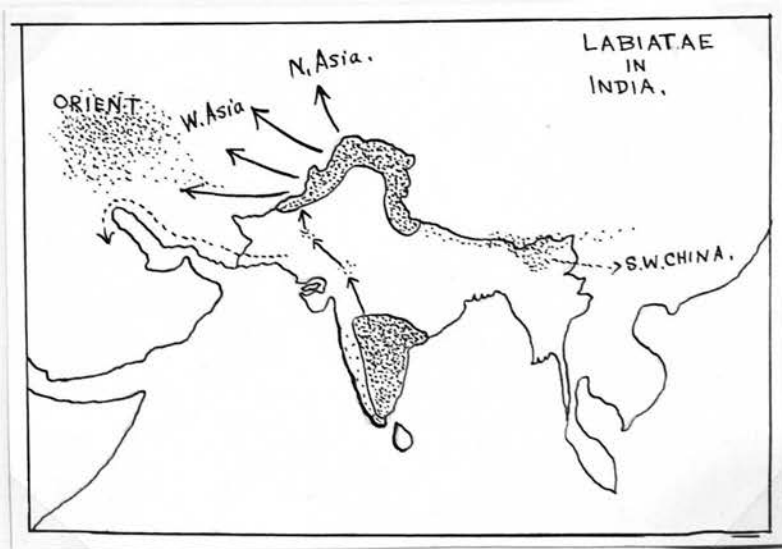 LABIATAE
IN
INDIA.
N. Asia.
ORIENT
W. Asia
S.W. CHINA.